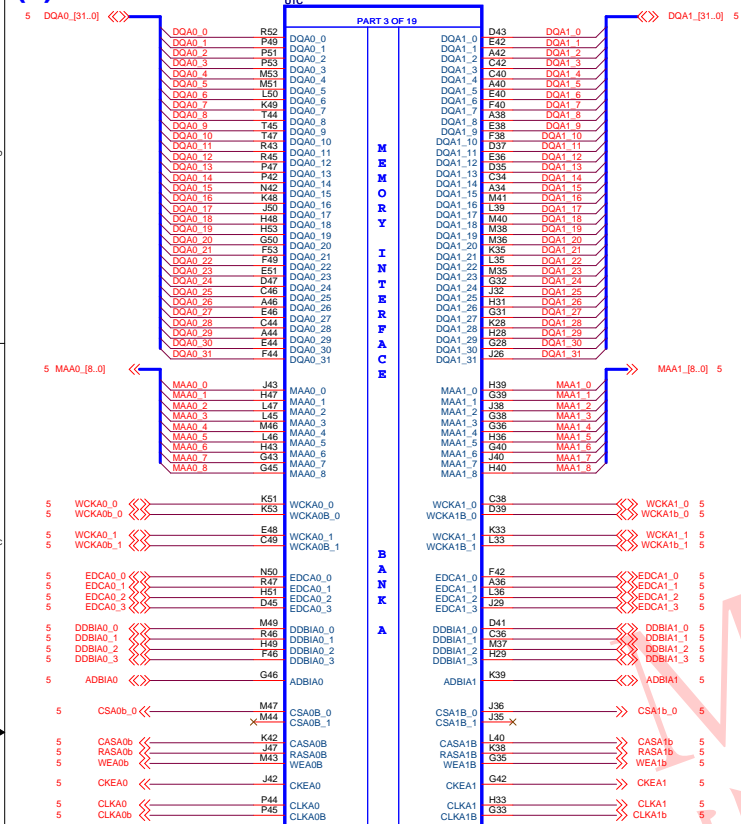 U1C
PART 3 OF 19
5 DQA0_[31..0]
DQA1_[31..0] 5
DQA0_0 R52 DQA0_0 DQA1_0 D43 DQA1_0
DQA0_1 P49 DQA0_1 DQA1_1 E42 DQA1_1
DQA0_2 P51 DQA0_2 DQA1_2 A42 DQA1_2
DQA0_3 P53 DQA0_3 DQA1_3 C42 DQA1_3
DQA0_4 M53 DQA0_4 DQA1_4 C40 DQA1_4
DQA0_5 M51 DQA0_5 DQA1_5 A40 DQA1_5
DQA0_6 L50 DQA0_6 DQA1_6 E40 DQA1_6
DQA0_7 K49 DQA0_7 DQA1_7 F40 DQA1_7
DQA0_8 T44 DQA0_8 DQA1_8 A38 DQA1_8
DQA0_9 T45 DQA0_9 DQA1_9 E38 DQA1_9
DQA0_10 T47 DQA0_10 DQA1_10 F38 DQA1_10
DQA0_11 R43 DQA0_11 DQA1_11 D37 DQA1_11
DQA0_12 R45 DQA0_12 DQA1_12 E36 DQA1_12
DQA0_13 P47 DQA0_13 DQA1_13 D35 DQA1_13
DQA0_14 P42 DQA0_14 DQA1_14 C34 DQA1_14
DQA0_15 N42 DQA0_15 DQA1_15 A34 DQA1_15
DQA0_16 K48 DQA0_16 DQA1_16 M41 DQA1_16
DQA0_17 J50 DQA0_17 DQA1_17 L39 DQA1_17
DQA0_18 H48 DQA0_18 DQA1_18 M40 DQA1_18
DQA0_19 H53 DQA0_19 DQA1_19 M38 DQA1_19
DQA0_20 G50 DQA0_20 DQA1_20 M36 DQA1_20
DQA0_21 F53 DQA0_21 DQA1_21 K35 DQA1_21
DQA0_22 F49 DQA0_22 DQA1_22 L35 DQA1_22
DQA0_23 E51 DQA0_23 DQA1_23 M35 DQA1_23
DQA0_24 D47 DQA0_24 DQA1_24 G32 DQA1_24
DQA0_25 C46 DQA0_25 DQA1_25 J32 DQA1_25
DQA0_26 A46 DQA0_26 DQA1_26 H31 DQA1_26
DQA0_27 E46 DQA0_27 DQA1_27 G31 DQA1_27
DQA0_28 C44 DQA0_28 DQA1_28 K28 DQA1_28
DQA0_29 A44 DQA0_29 DQA1_29 H28 DQA1_29
DQA0_30 E44 DQA0_30 DQA1_30 G28 DQA1_30
DQA0_31 F44 DQA0_31 DQA1_31 J26 DQA1_31
MEMORY INTERFACE
5 MAA0_[8..0]
MAA1_[8..0] 5
MAA0_0 J43 MAA0_0 MAA1_0 H39 MAA1_0
MAA0_1 H47 MAA0_1 MAA1_1 G39 MAA1_1
MAA0_2 L47 MAA0_2 MAA1_2 J38 MAA1_2
MAA0_3 L45 MAA0_3 MAA1_3 G38 MAA1_3
MAA0_4 M46 MAA0_4 MAA1_4 G36 MAA1_4
MAA0_5 L46 MAA0_5 MAA1_5 H36 MAA1_5
MAA0_6 H43 MAA0_6 MAA1_6 G40 MAA1_6
MAA0_7 G43 MAA0_7 MAA1_7 J40 MAA1_7
MAA0_8 G45 MAA0_8 MAA1_8 H40 MAA1_8
5 WCKA0_0 K51 WCKA0_0 WCKA1_0 C38 WCKA1_0 5
5 WCKA0b_0 K53 WCKA0B_0 WCKA1B_0 D39 WCKA1b_0 5
5 WCKA0_1 E48 WCKA0_1 WCKA1_1 K33 WCKA1_1 5
5 WCKA0b_1 C49 WCKA0B_1 WCKA1B_1 L33 WCKA1b_1 5
BANK A
5 EDCA0_0 N50 EDCA0_0 EDCA1_0 F42 EDCA1_0 5
5 EDCA0_1 R47 EDCA0_1 EDCA1_1 A36 EDCA1_1 5
5 EDCA0_2 H51 EDCA0_2 EDCA1_2 L36 EDCA1_2 5
5 EDCA0_3 D45 EDCA0_3 EDCA1_3 J29 EDCA1_3 5
5 DDBIA0_0 M49 DDBIA0_0 DDBIA1_0 D41 DDBIA1_0 5
5 DDBIA0_1 R46 DDBIA0_1 DDBIA1_1 C36 DDBIA1_1 5
5 DDBIA0_2 H49 DDBIA0_2 DDBIA1_2 M37 DDBIA1_2 5
5 DDBIA0_3 F46 DDBIA0_3 DDBIA1_3 H29 DDBIA1_3 5
5 ADBIA0 G46 ADBIA0 ADBIA1 K39 ADBIA1 5
5 CSA0b_0 M47 CSA0B_0 CSA1B_0 J36 CSA1b_0 5
M44 CSA0B_1 CSA1B_1 J35
5 CASA0b K42 CASA0B CASA1B L40 CASA1b 5
5 RASA0b J47 RASA0B RASA1B K38 RASA1b 5
5 WEA0b M43 WEA0B WEA1B G35 WEA1b 5
5 CKEA0 J42 CKEA0 CKEA1 G42 CKEA1 5
5 CLKA0 P44 CLKA0 CLKA1 H33 CLKA1 5
5 CLKA0b P45 CLKA0B CLKA1B G33 CLKA1b 5